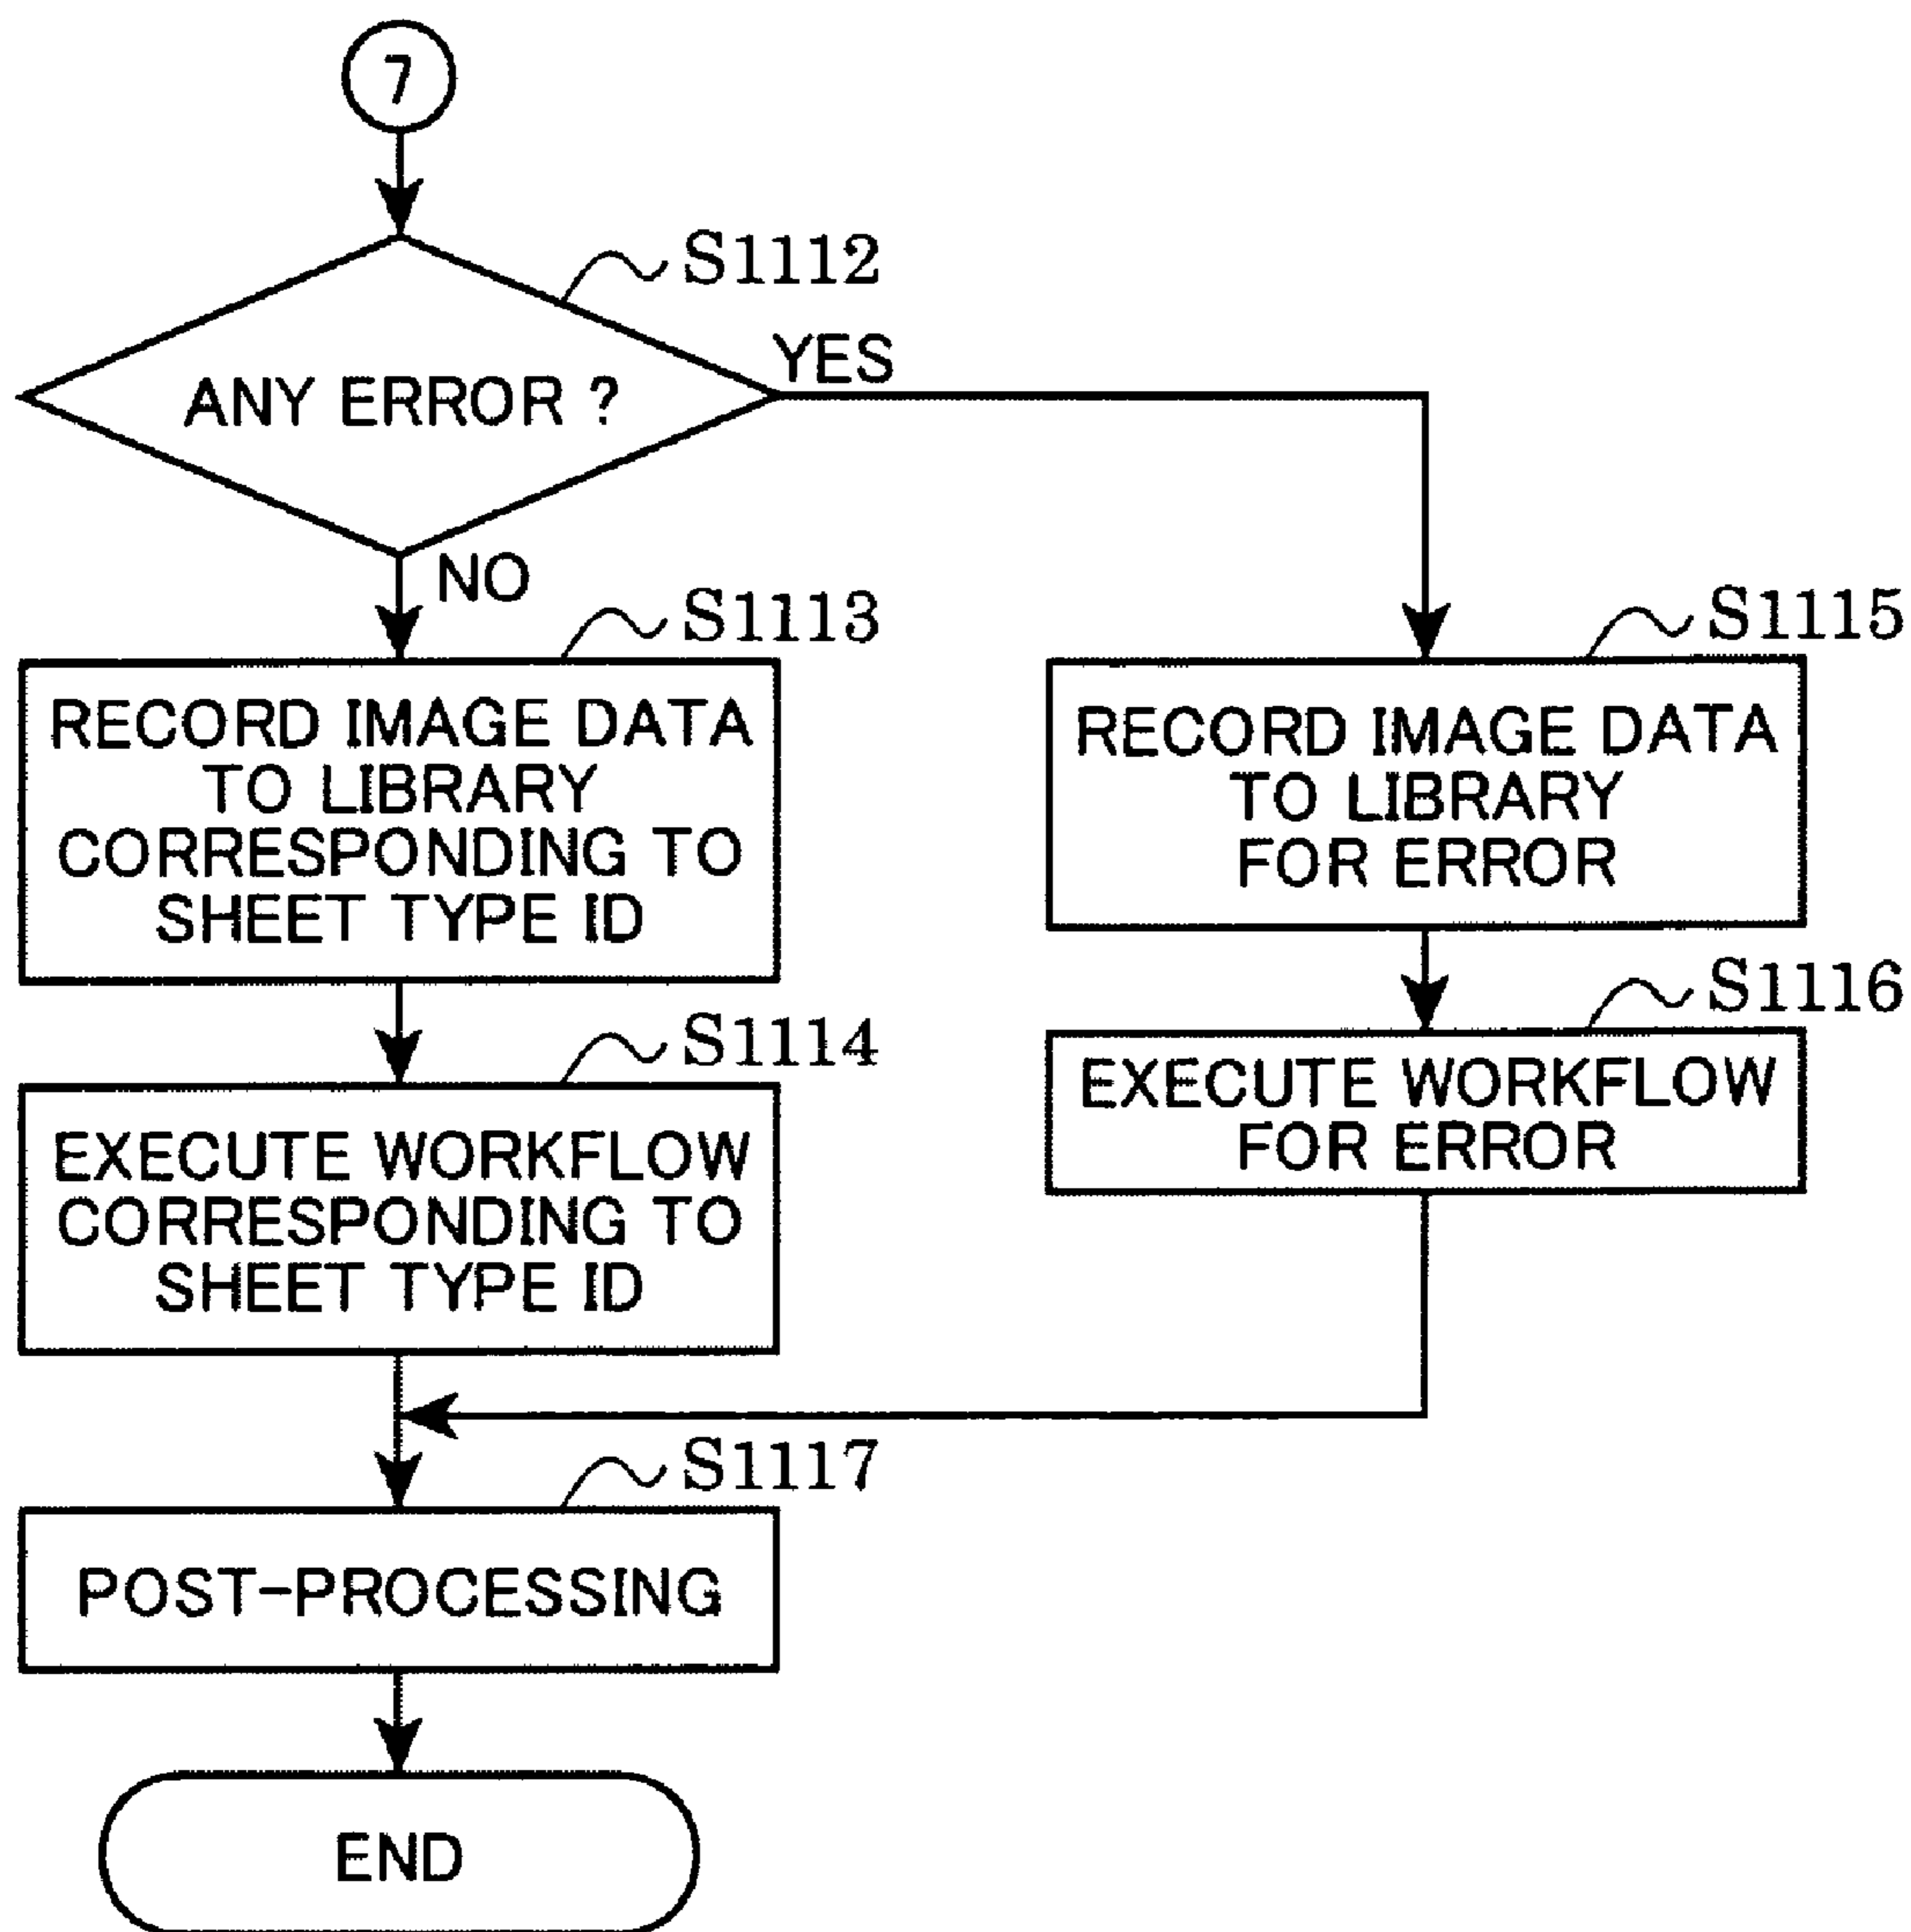 7
S1112
ANY ERROR ?
YES
NO
S1113
RECORD IMAGE DATA
TO LIBRARY
CORRESPONDING TO
SHEET TYPE ID
S1115
RECORD IMAGE DATA
TO LIBRARY
FOR ERROR
S1114
EXECUTE WORKFLOW
CORRESPONDING TO
SHEET TYPE ID
S1116
EXECUTE WORKFLOW
FOR ERROR
S1117
POST-PROCESSING
END